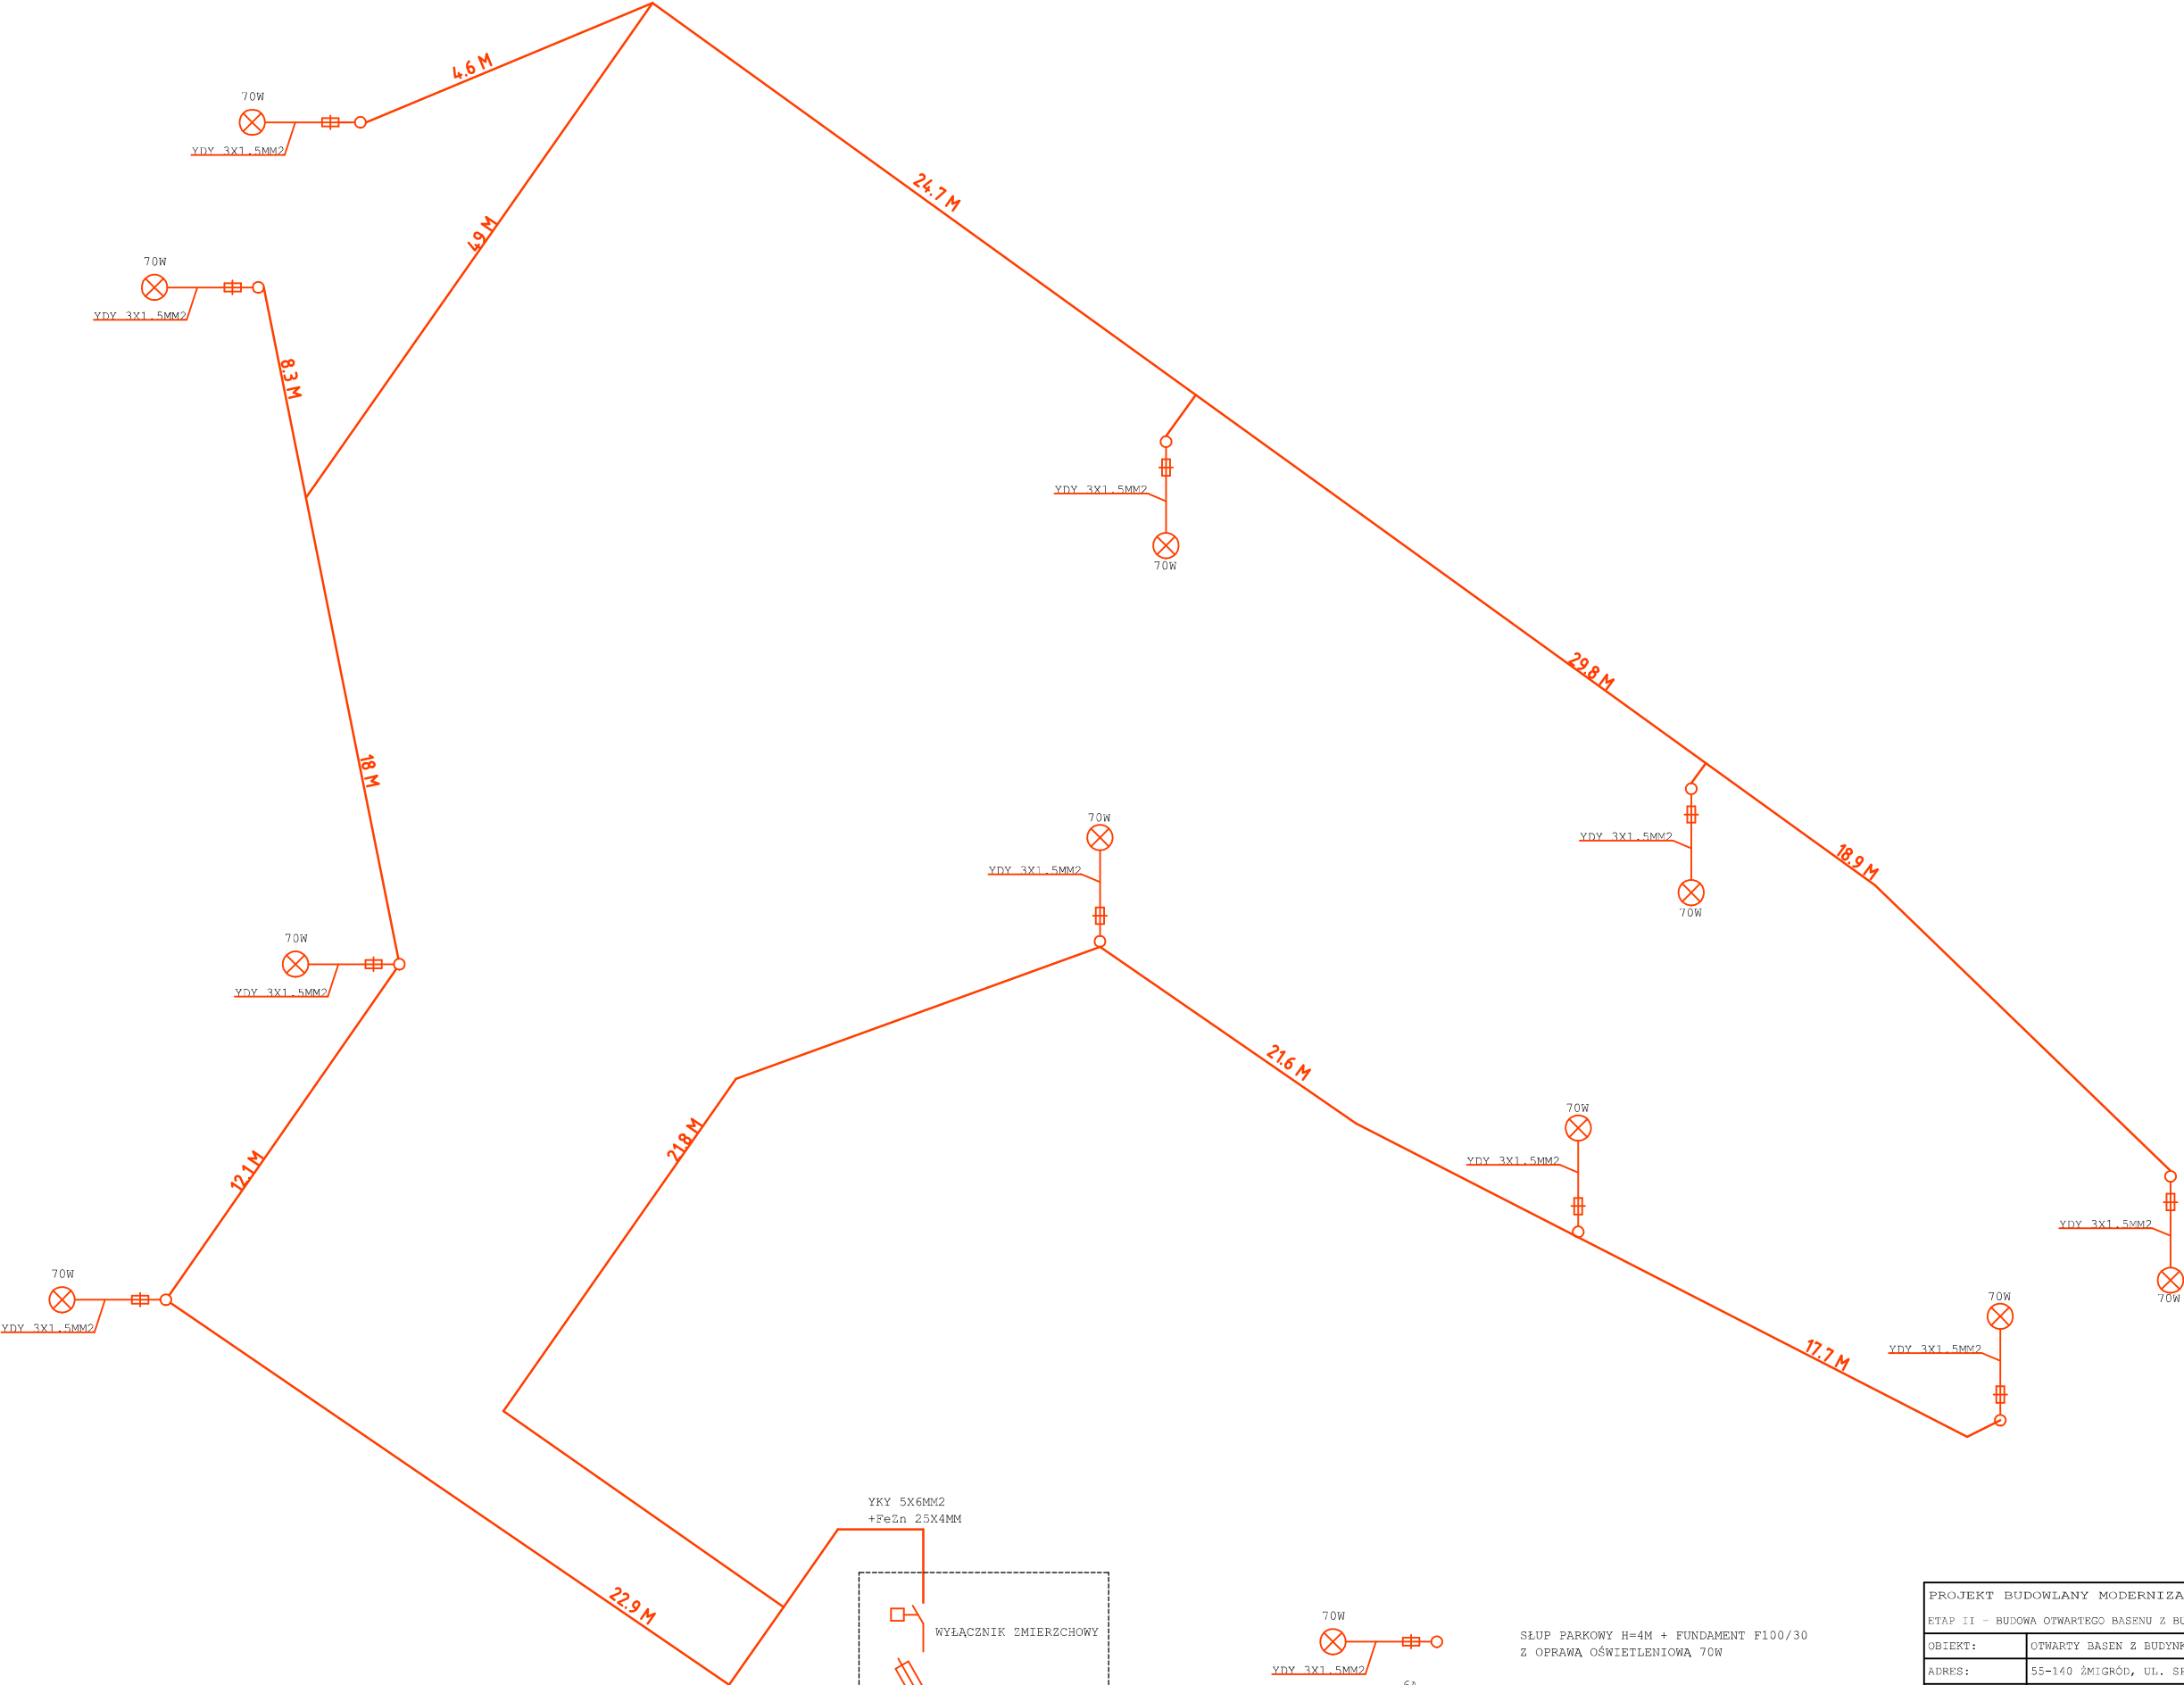 4.6 M
70W
YDY 3X1.5MM2
24.7 M
49 M
70W
YDY 3X1.5MM2
8.3 M
YDY 3X1.5MM2
70W
29.8 M
18 M
70W
YDY 3X1.5MM2
YDY 3X1.5MM2
70W
18.9 M
70W
YDY 3X1.5MM2
21.6 M
70W
YDY 3X1.5MM2
21.8 M
12.1 M
YDY 3X1.5MM2
70W
70W
YDY 3X1.5MM2
70W
YDY 3X1.5MM2
17.7 M
YKY 5X6MM2
+FeZn 25X4MM
22.9 M
WYŁĄCZNIK ZMIERZCHOWY
70W
YDY 3X1.5MM2
SŁUP PARKOWY H=4M + FUNDAMENT F100/30
Z OPRAWĄ OŚWIETLENIOWĄ 70W
PROJEKT BUDOWLANY MODERNIZA
ETAP II - BUDOWA OTWARTEGO BASENU Z BU
OBIEKT: OTWARTY BASEN Z BUDYNK
ADRES: 55-140 ŻMIGRÓD, UL. SP